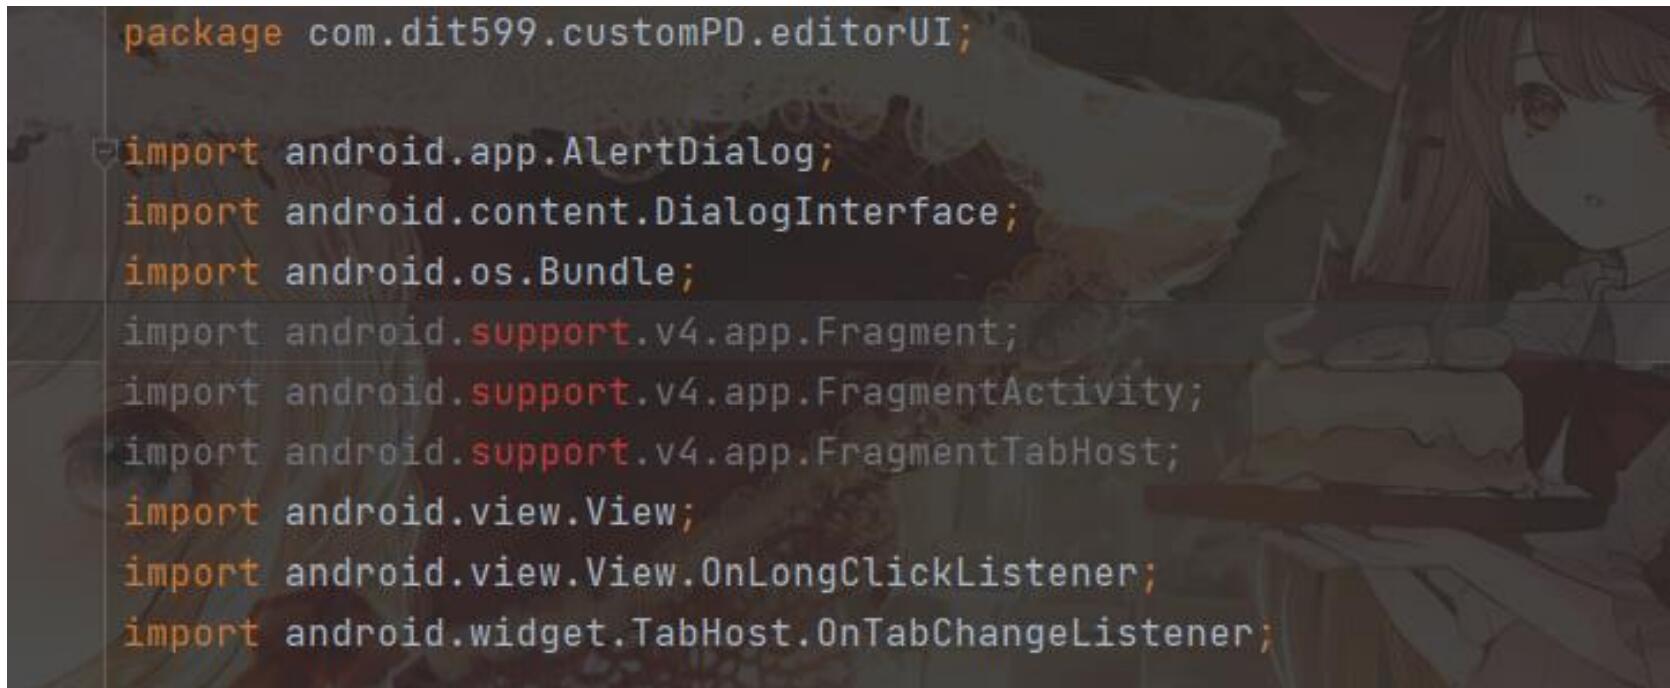 package com.dit599.customPD.editorUI;
import android.app.AlertDialog;
import android.content.DialogInterface;
import android.os.Bundle;
import android.support.v4.app.Fragment;
import android.support.v4.app.FragmentActivity;
import android.support.v4.app.FragmentTabHost;
import android.view.View;
import android.view.View.OnLongClickListener;
import android.widget.TabHost.OnTabChangeListener;